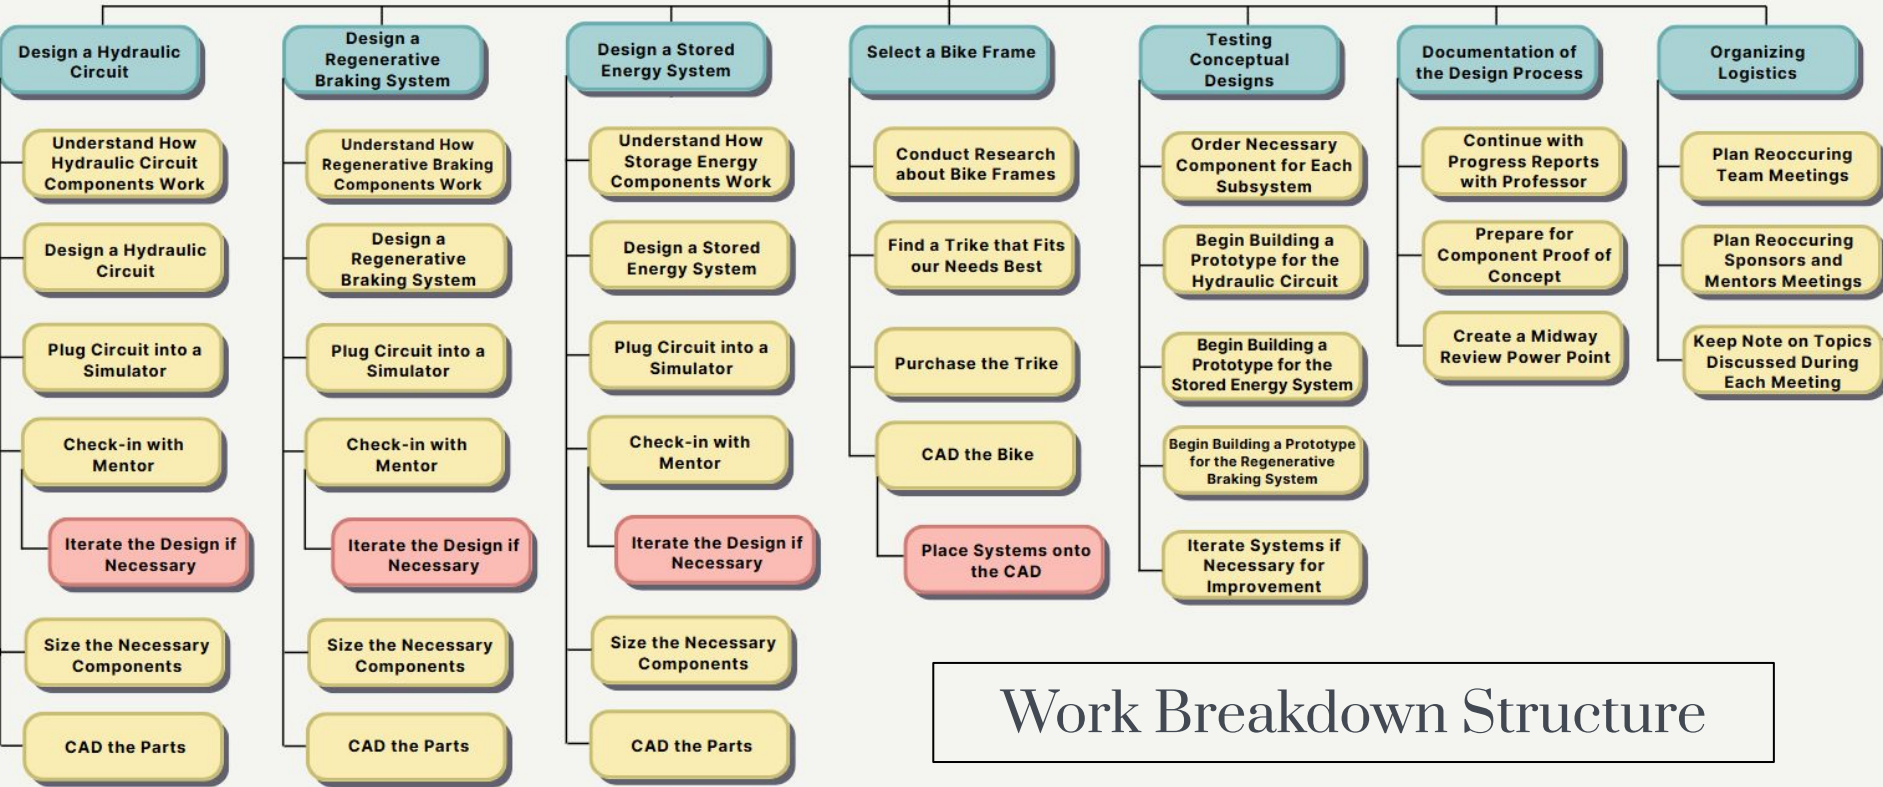 Design a Hydraulic
Circuit
Understand How
Hydraulic Circuit
Components Work
Design a Hydraulic
Circuit
Plug Circuit into a
Simulator
Check-in with
Mentor
Iterate the Design if
Necessary
Size the Necessary
Components
CAD the Parts
Design a
Regenerative
Braking System
Understand How
Regenerative Braking
Components Work
Design a
Regenerative
Braking System
Plug Circuit into a
Simulator
Check-in with
Mentor
Iterate the Design if
Necessary
Size the Necessary
Components
CAD the Parts
Design a Stored
Energy System
Understand How
Storage Energy
Components Work
Design a Stored
Energy System
Plug Circuit into a
Simulator
Check-in with
Mentor
Iterate the Design if
Necessary
Size the Necessary
Components
CAD the Parts
Select a Bike Frame
Conduct Research
about Bike Frames
Find a Trike that Fits
our Needs Best
Purchase the Trike
CAD the Bike
Place Systems onto
the CAD
Testing
Conceptual
Designs
Order Necessary
Component for Each
Subsystem
Begin Building a
Prototype for the
Hydraulic Circuit
Begin Building a
Prototype for the
Stored Energy System
Begin Building a Prototype
for the Regenerative
Braking System
Iterate Systems if
Necessary for
Improvement
Documentation of
the Design Process
Continue with
Progress Reports
with Professor
Prepare for
Component Proof of
Concept
Create a Midway
Review Power Point
Organizing
Logistics
Plan Reoccuring
Team Meetings
Plan Reoccuring
Sponsors and
Mentors Meetings
Keep Note on Topics
Discussed During
Each Meeting
Work Breakdown Structure